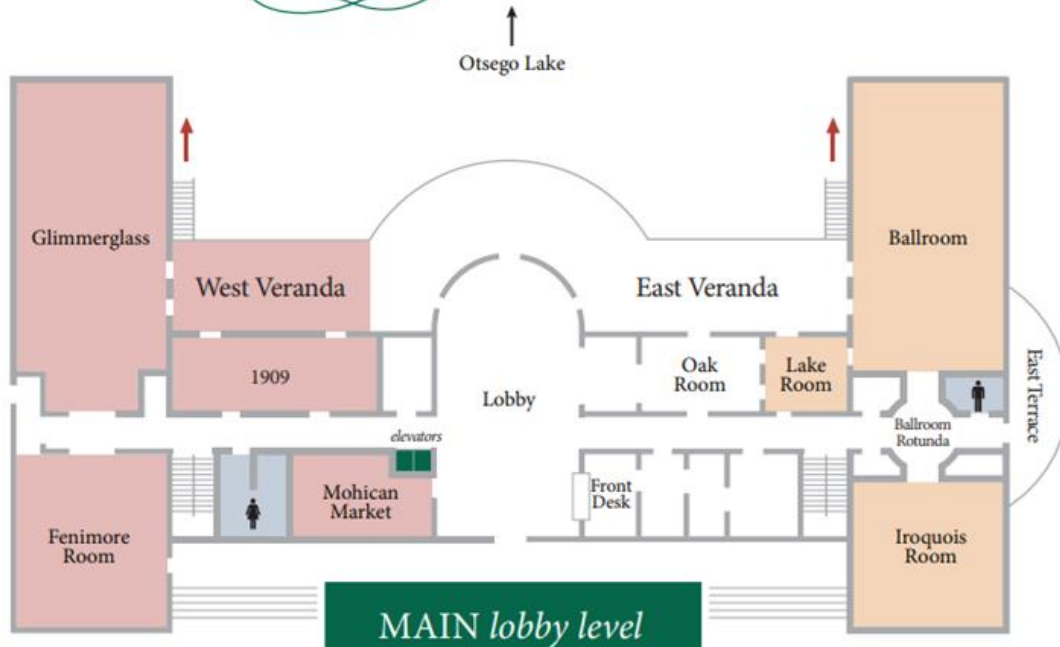 Otsego Lake
Glimmerglass
Ballroom
West Veranda
East Veranda
1909
Lobby
Oak
Room
Lake
Room
East Terrace
elevators
Ballroom
Rotunda
Mohican
Market
Front
Desk
Fenimore
Room
Iroquois
Room
MAIN lobby level